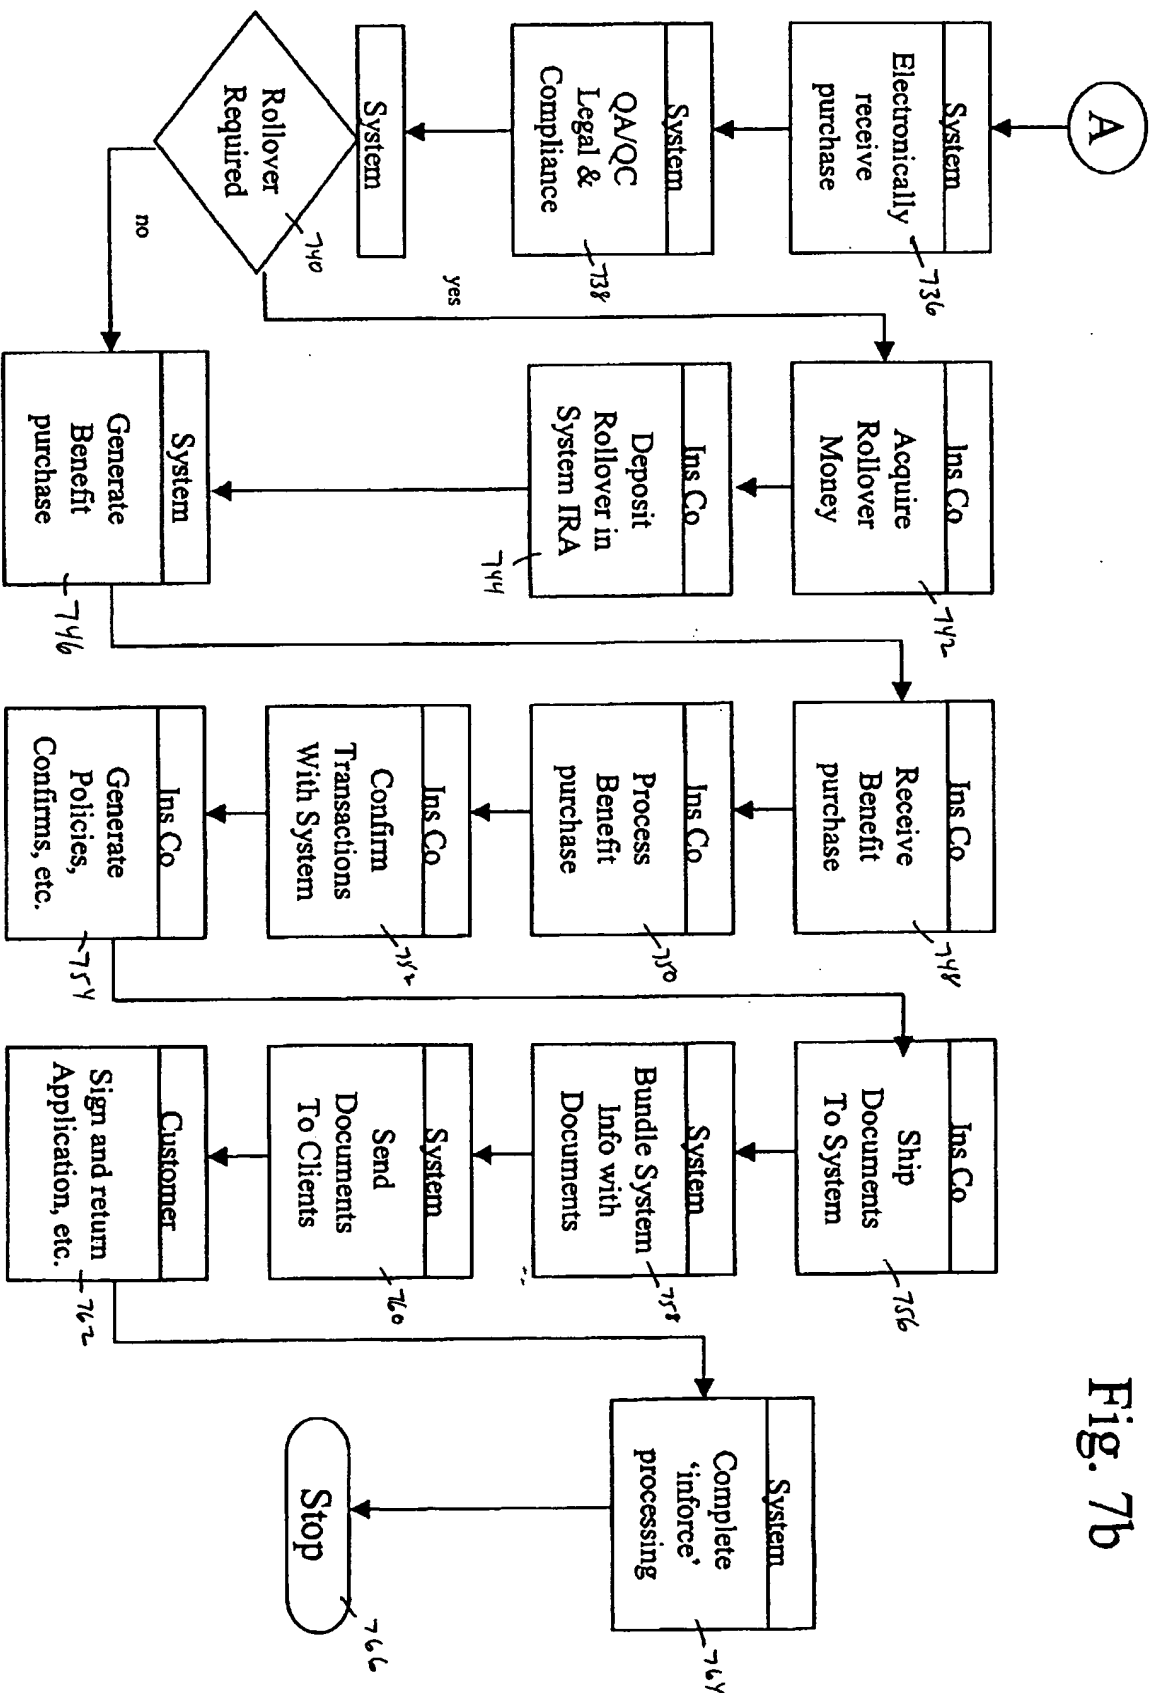 Fig. 7b
A
System
Electronically
receive
purchase
736
System
QA/QC
Legal &
Compliance
738
System
Rollover
Required
740
yes
no
Ins Co
Acquire
Rollover
Money
742
Ins Co
Deposit
Rollover in
System IRA
744
System
Generate
Benefit
purchase
746
Ins Co
Receive
Benefit
purchase
748
Ins Co
Process
Benefit
purchase
750
Ins Co
Confirm
Transactions
With System
752
Ins Co
Generate
Policies,
Confirms, etc.
754
Ins Co
Ship
Documents
To System
756
System
Bundle System
Info with
Documents
758
System
Send
Documents
To Clients
760
Customer
Sign and return
Application, etc.
762
System
Complete
‘inforce’
processing
764
Stop
766